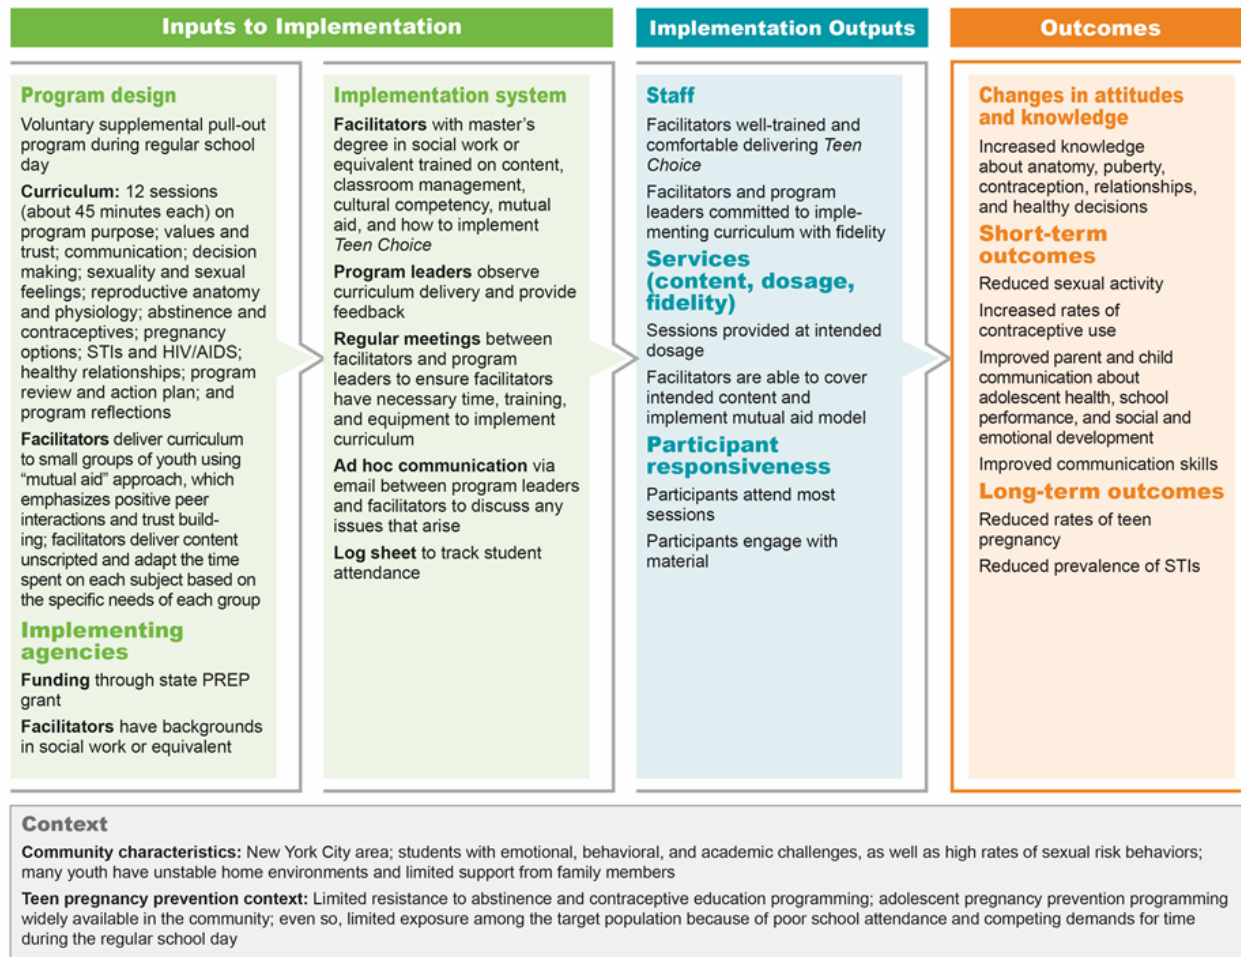 Inputs to Implementation
Implementation Outputs
Outcomes
Program design
Voluntary supplemental pull-out
program during regular school
day
Curriculum: 12 sessions
(about 45 minutes each) on
program purpose; values and
trust; communication; decision
making; sexuality and sexual
feelings; reproductive anatomy
and physiology; abstinence and
contraceptives; pregnancy
options; STIs and HIV/AIDS;
healthy relationships; program
review and action plan; and
program reflections
Facilitators deliver curriculum
to small groups of youth using
“mutual aid” approach, which
emphasizes positive peer
interactions and trust build-
ing; facilitators deliver content
unscripted and adapt the time
spent on each subject based on
the specific needs of each group
Implementing
agencies
Funding through state PREP
grant
Facilitators have backgrounds
in social work or equivalent
Implementation system
Facilitators with master’s
degree in social work or
equivalent trained on content,
classroom management,
cultural competency, mutual
aid, and how to implement
Teen Choice
Program leaders observe
curriculum delivery and provide
feedback
Regular meetings between
facilitators and program
leaders to ensure facilitators
have necessary time, training,
and equipment to implement
curriculum
Ad hoc communication via
email between program leaders
and facilitators to discuss any
issues that arise
Log sheet to track student
attendance
Staff
Facilitators well-trained and
comfortable delivering Teen
Choice
Facilitators and program
leaders committed to imple-
menting curriculum with fidelity
Services
(content, dosage,
fidelity)
Sessions provided at intended
dosage
Facilitators are able to cover
intended content and
implement mutual aid model
Participant
responsiveness
Participants attend most
sessions
Participants engage with
material
Changes in attitudes
and knowledge
Increased knowledge
about anatomy, puberty,
contraception, relationships,
and healthy decisions
Short-term
outcomes
Reduced sexual activity
Increased rates of
contraceptive use
Improved parent and child
communication about
adolescent health, school
performance, and social and
emotional development
Improved communication skills
Long-term outcomes
Reduced rates of teen
pregnancy
Reduced prevalence of STIs
Context
Community characteristics: New York City area; students with emotional, behavioral, and academic challenges, as well as high rates of sexual risk behaviors;
many youth have unstable home environments and limited support from family members
Teen pregnancy prevention context: Limited resistance to abstinence and contraceptive education programming; adolescent pregnancy prevention programming
widely available in the community; even so, limited exposure among the target population because of poor school attendance and competing demands for time
during the regular school day